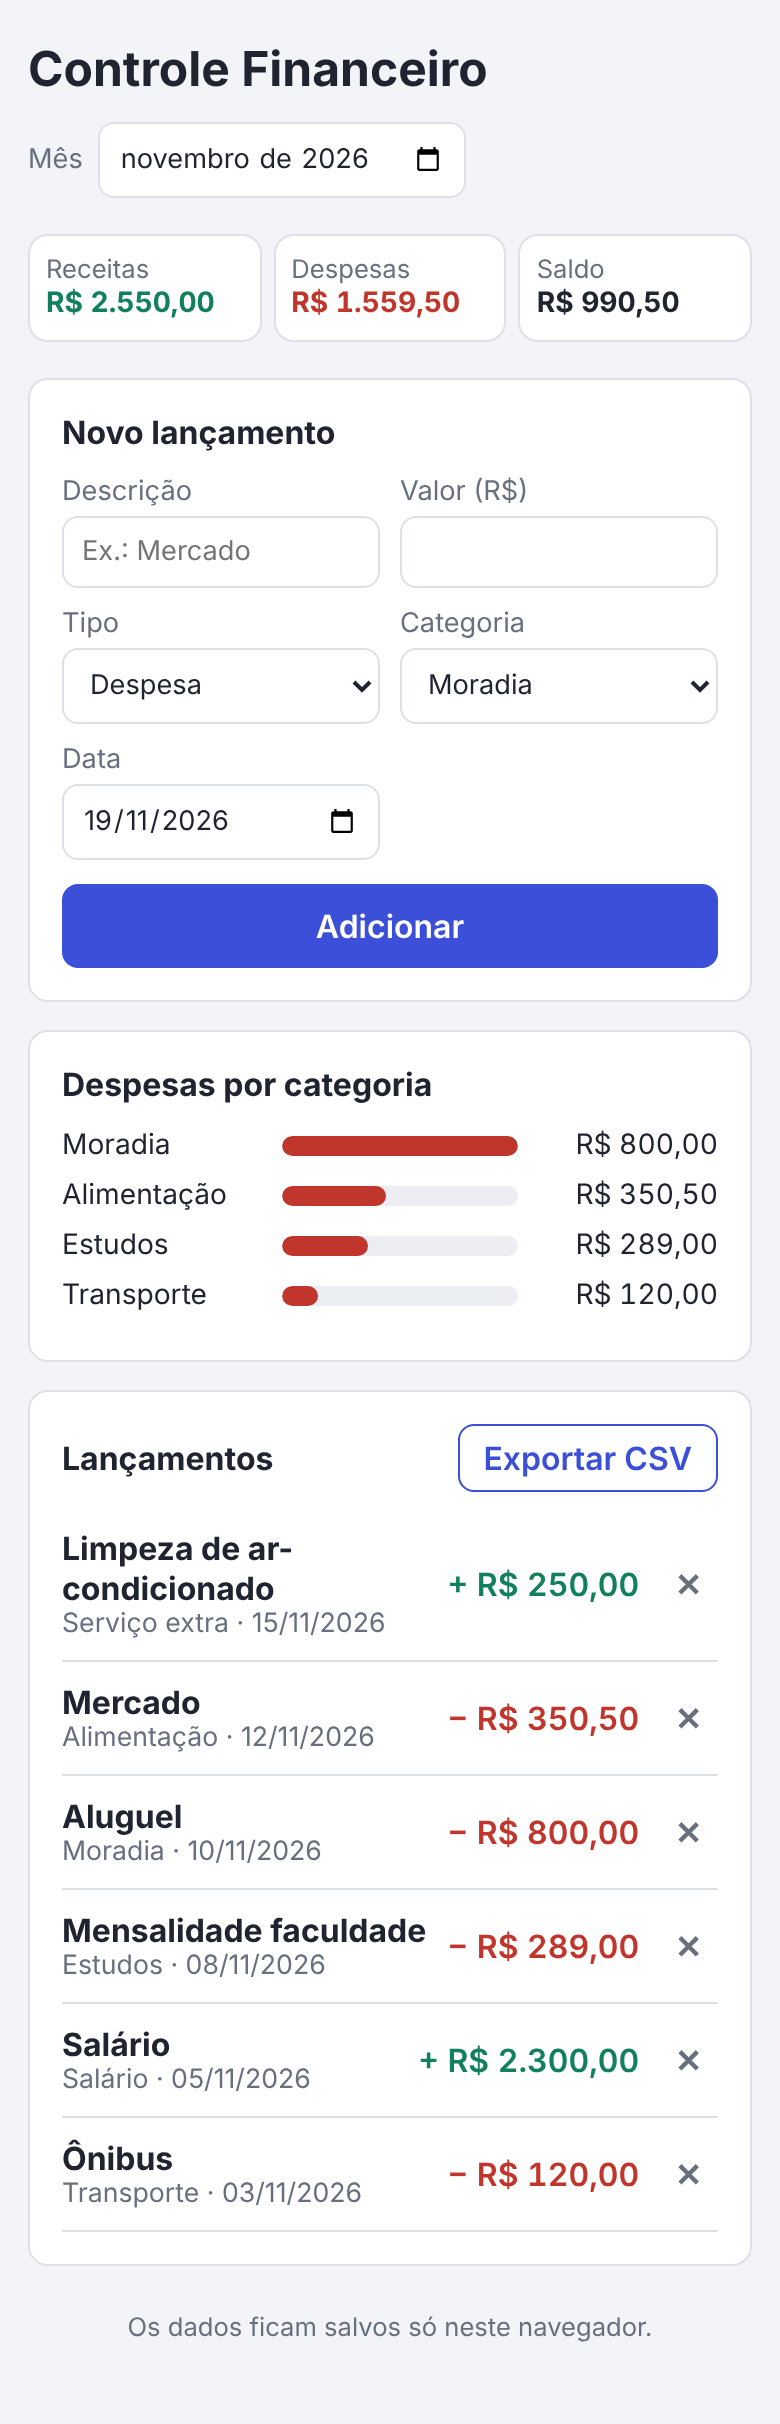 Controle Financeiro
Mês novembro de 2026
Receitas Despesas Saldo
R$ 2.550,00 R$ 1.559,50 R$ 990,50
Novo lançamento
Descrição Valor (R$)
Ex.: Mercado
Tipo Categoria
Despesa Moradia
Data
19/11/2026
Adicionar
Despesas por categoria
Moradia R$ 800,00
Alimentação R$ 350,50
Estudos R$ 289,00
Transporte R$ 120,00
Lançamentos Exportar CSV
Limpeza de ar-
condicionado + R$ 250,00 ✕
Serviço extra · 15/11/2026
Mercado − R$ 350,50 ✕
Alimentação · 12/11/2026
Aluguel − R$ 800,00 ✕
Moradia · 10/11/2026
Mensalidade faculdade − R$ 289,00 ✕
Estudos · 08/11/2026
Salário + R$ 2.300,00 ✕
Salário · 05/11/2026
Ônibus − R$ 120,00 ✕
Transporte · 03/11/2026
Os dados ficam salvos só neste navegador.